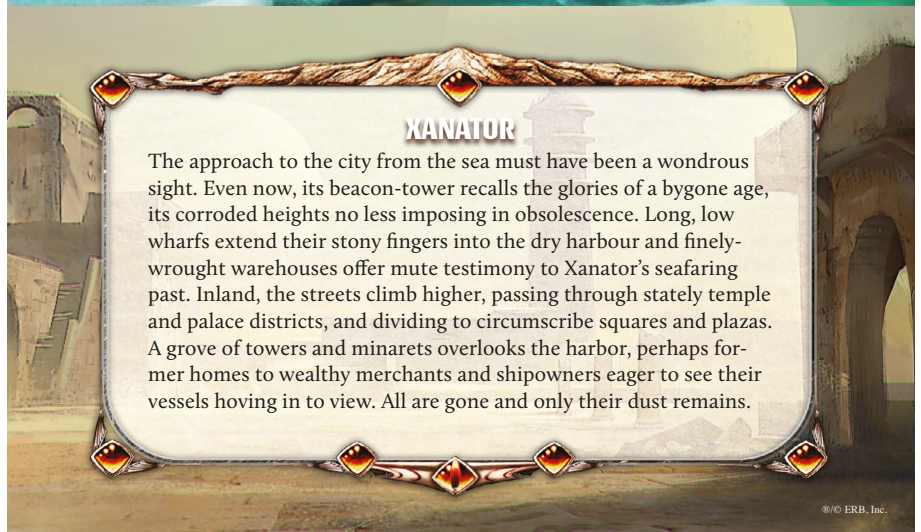 XANATOR
The approach to the city from the sea must have been a wondrous
sight. Even now, its beacon-tower recalls the glories of a bygone age,
its corroded heights no less imposing in obsolescence. Long, low
wharfs extend their stony fingers into the dry harbour and finely-
wrought warehouses offer mute testimony to Xanator’s seafaring
past. Inland, the streets climb higher, passing through stately temple
and palace districts, and dividing to circumscribe squares and plazas.
A grove of towers and minarets overlooks the harbor, perhaps for-
mer homes to wealthy merchants and shipowners eager to see their
vessels hoving in to view. All are gone and only their dust remains.
®/© ERB, Inc.